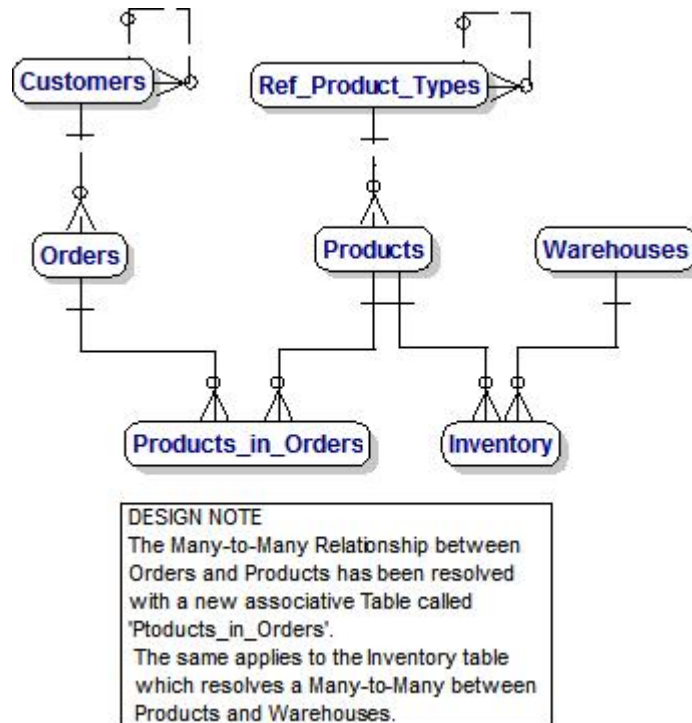 Customers
Ref_Product_Types
Orders
Products
Warehouses
Products_in_Orders
Inventory
DESIGN NOTE
The Many-to-Many Relationship between
Orders and Products has been resolved
with a new associative Table called
'Ptoducts_in_Orders'.
The same applies to the Inventory table
which resolves a Many-to-Many between
Products and Warehouses.